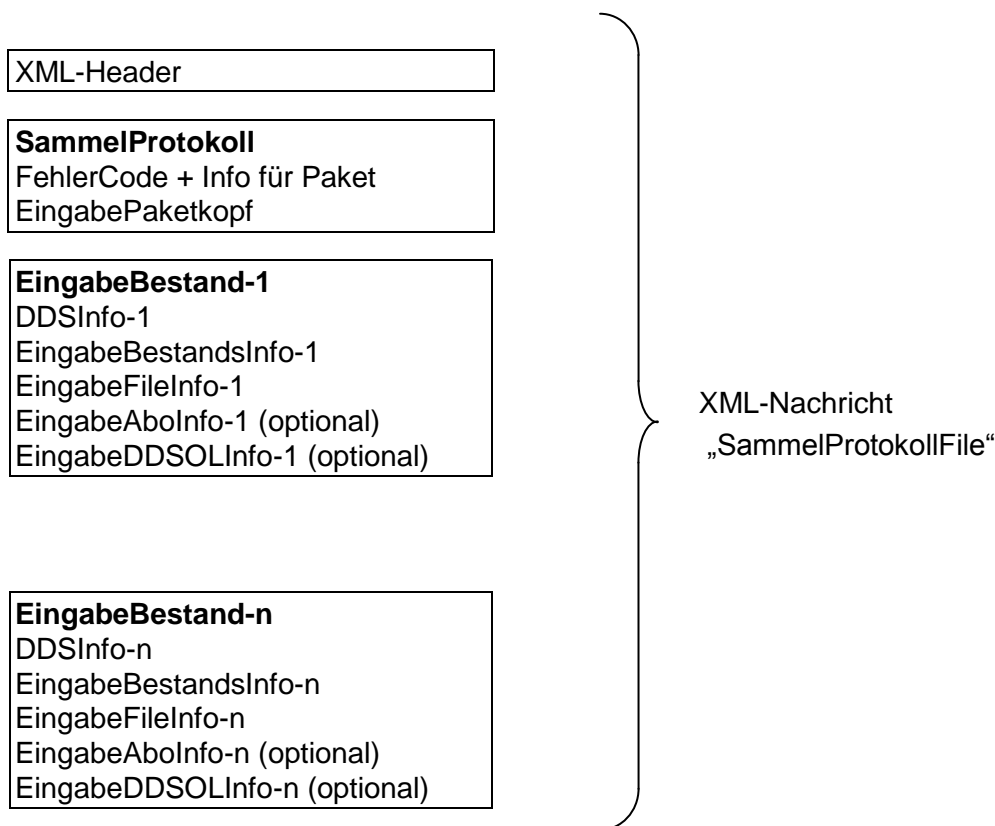 XML-Header
SammelProtokoll
FehlerCode + Info für Paket
EingabePaketkopf
EingabeBestand-1
DDSInfo-1
EingabeBestandsInfo-1
EingabeFileInfo-1
EingabeAboInfo-1 (optional)
EingabeDDSOLInfo-1 (optional)
XML-Nachricht
„SammelProtokollFile“
EingabeBestand-n
DDSInfo-n
EingabeBestandsInfo-n
EingabeFileInfo-n
EingabeAboInfo-n (optional)
EingabeDDSOLInfo-n (optional)